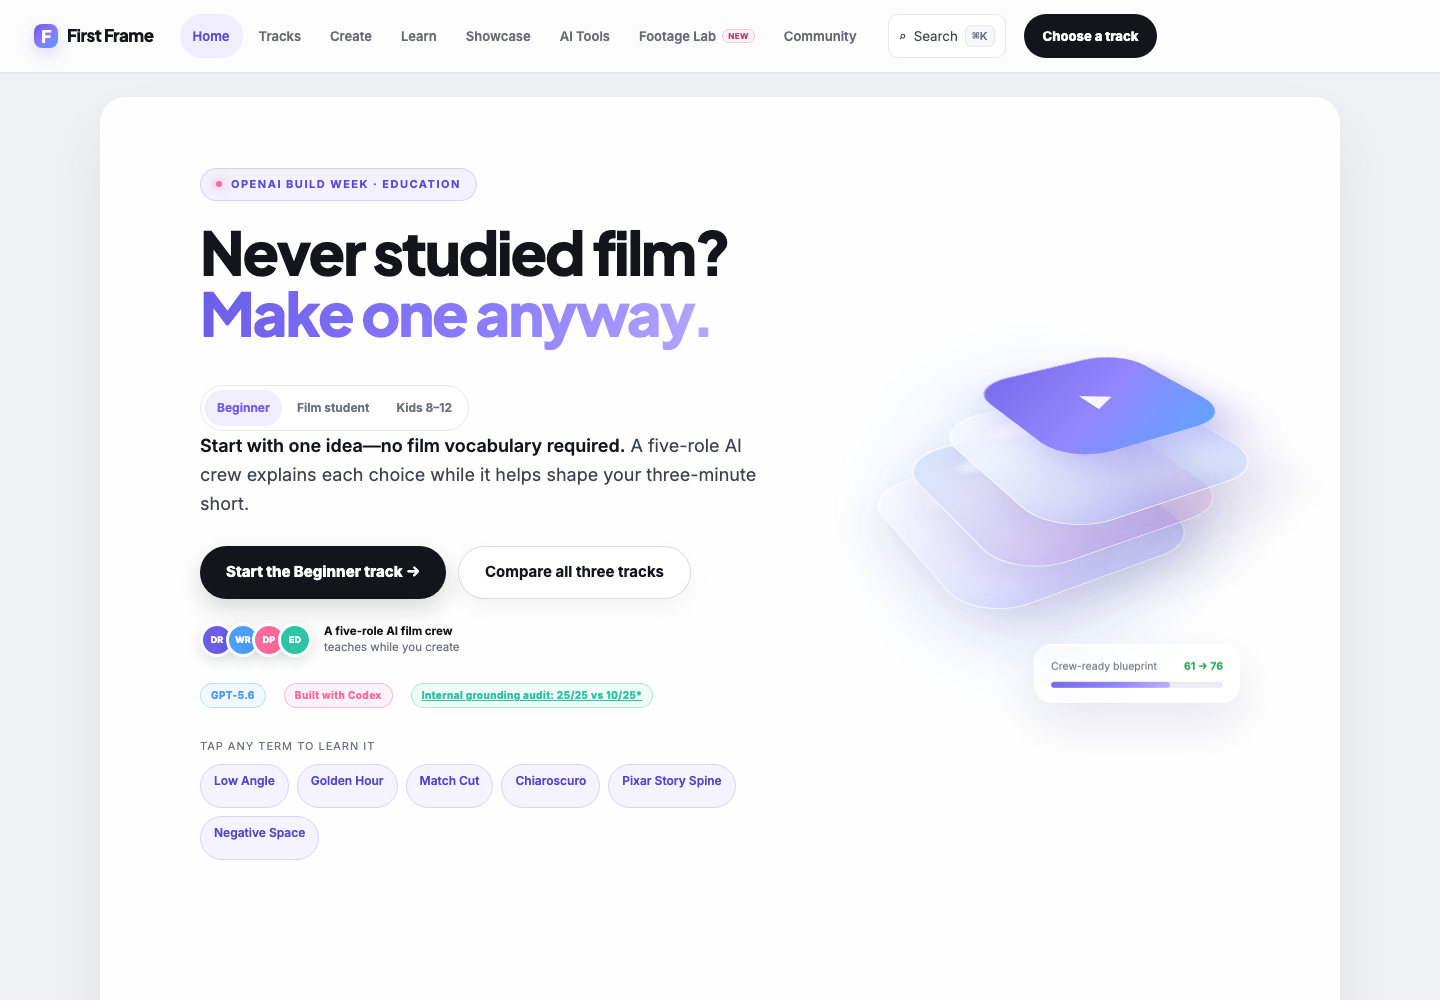 F First Frame
Home Tracks Create Learn Showcase AI Tools Footage Lab NEW Community Search ⌘K Choose a track
OPENAI BUILD WEEK · EDUCATION
Never studied film?
Make one anyway.
Beginner Film student Kids 8–12
Start with one idea—no film vocabulary required. A five-role AI
crew explains each choice while it helps shape your three-minute
short.
Start the Beginner track → Compare all three tracks
DR WR DP ED
A five-role AI film crew
teaches while you create
GPT-5.6 Built with Codex Internal grounding audit: 25/25 vs 10/25*
Crew-ready blueprint 61 → 76
TAP ANY TERM TO LEARN IT
Low Angle Golden Hour Match Cut Chiaroscuro Pixar Story Spine
Negative Space